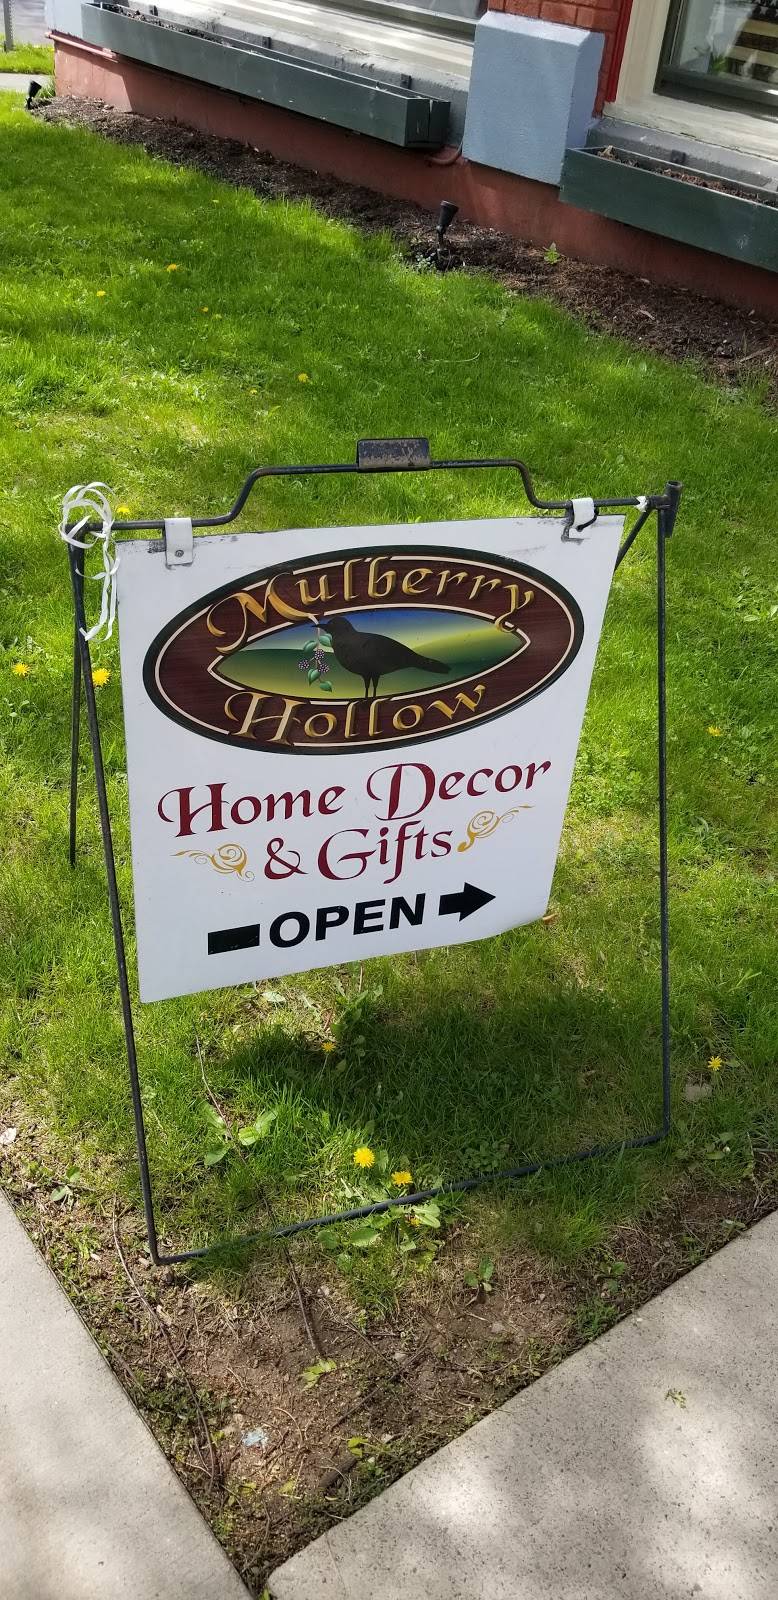 Mulberry
Hollow
Home Decor
& Gifts
OPEN